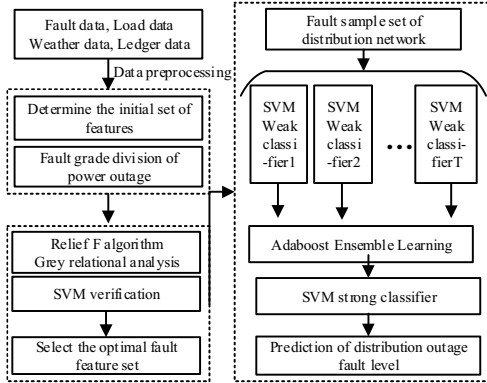 Fault data, Load data
Weather data, Ledger data
Data preprocessing
Determine the initial set of
features
Fault grade division of
power outage
Relief F algorithm
Grey relational analysis
SVM verification
Select the optimal fault
feature set
Fault sample set of
distribution network
SVM
Weak
classi
-fier1
SVM
Weak
classi
-fier2
...
SVM
Weak
classi-
fierT
Adaboost Ensemble Learning
SVM strong classifier
Prediction of distribution outage
fault level